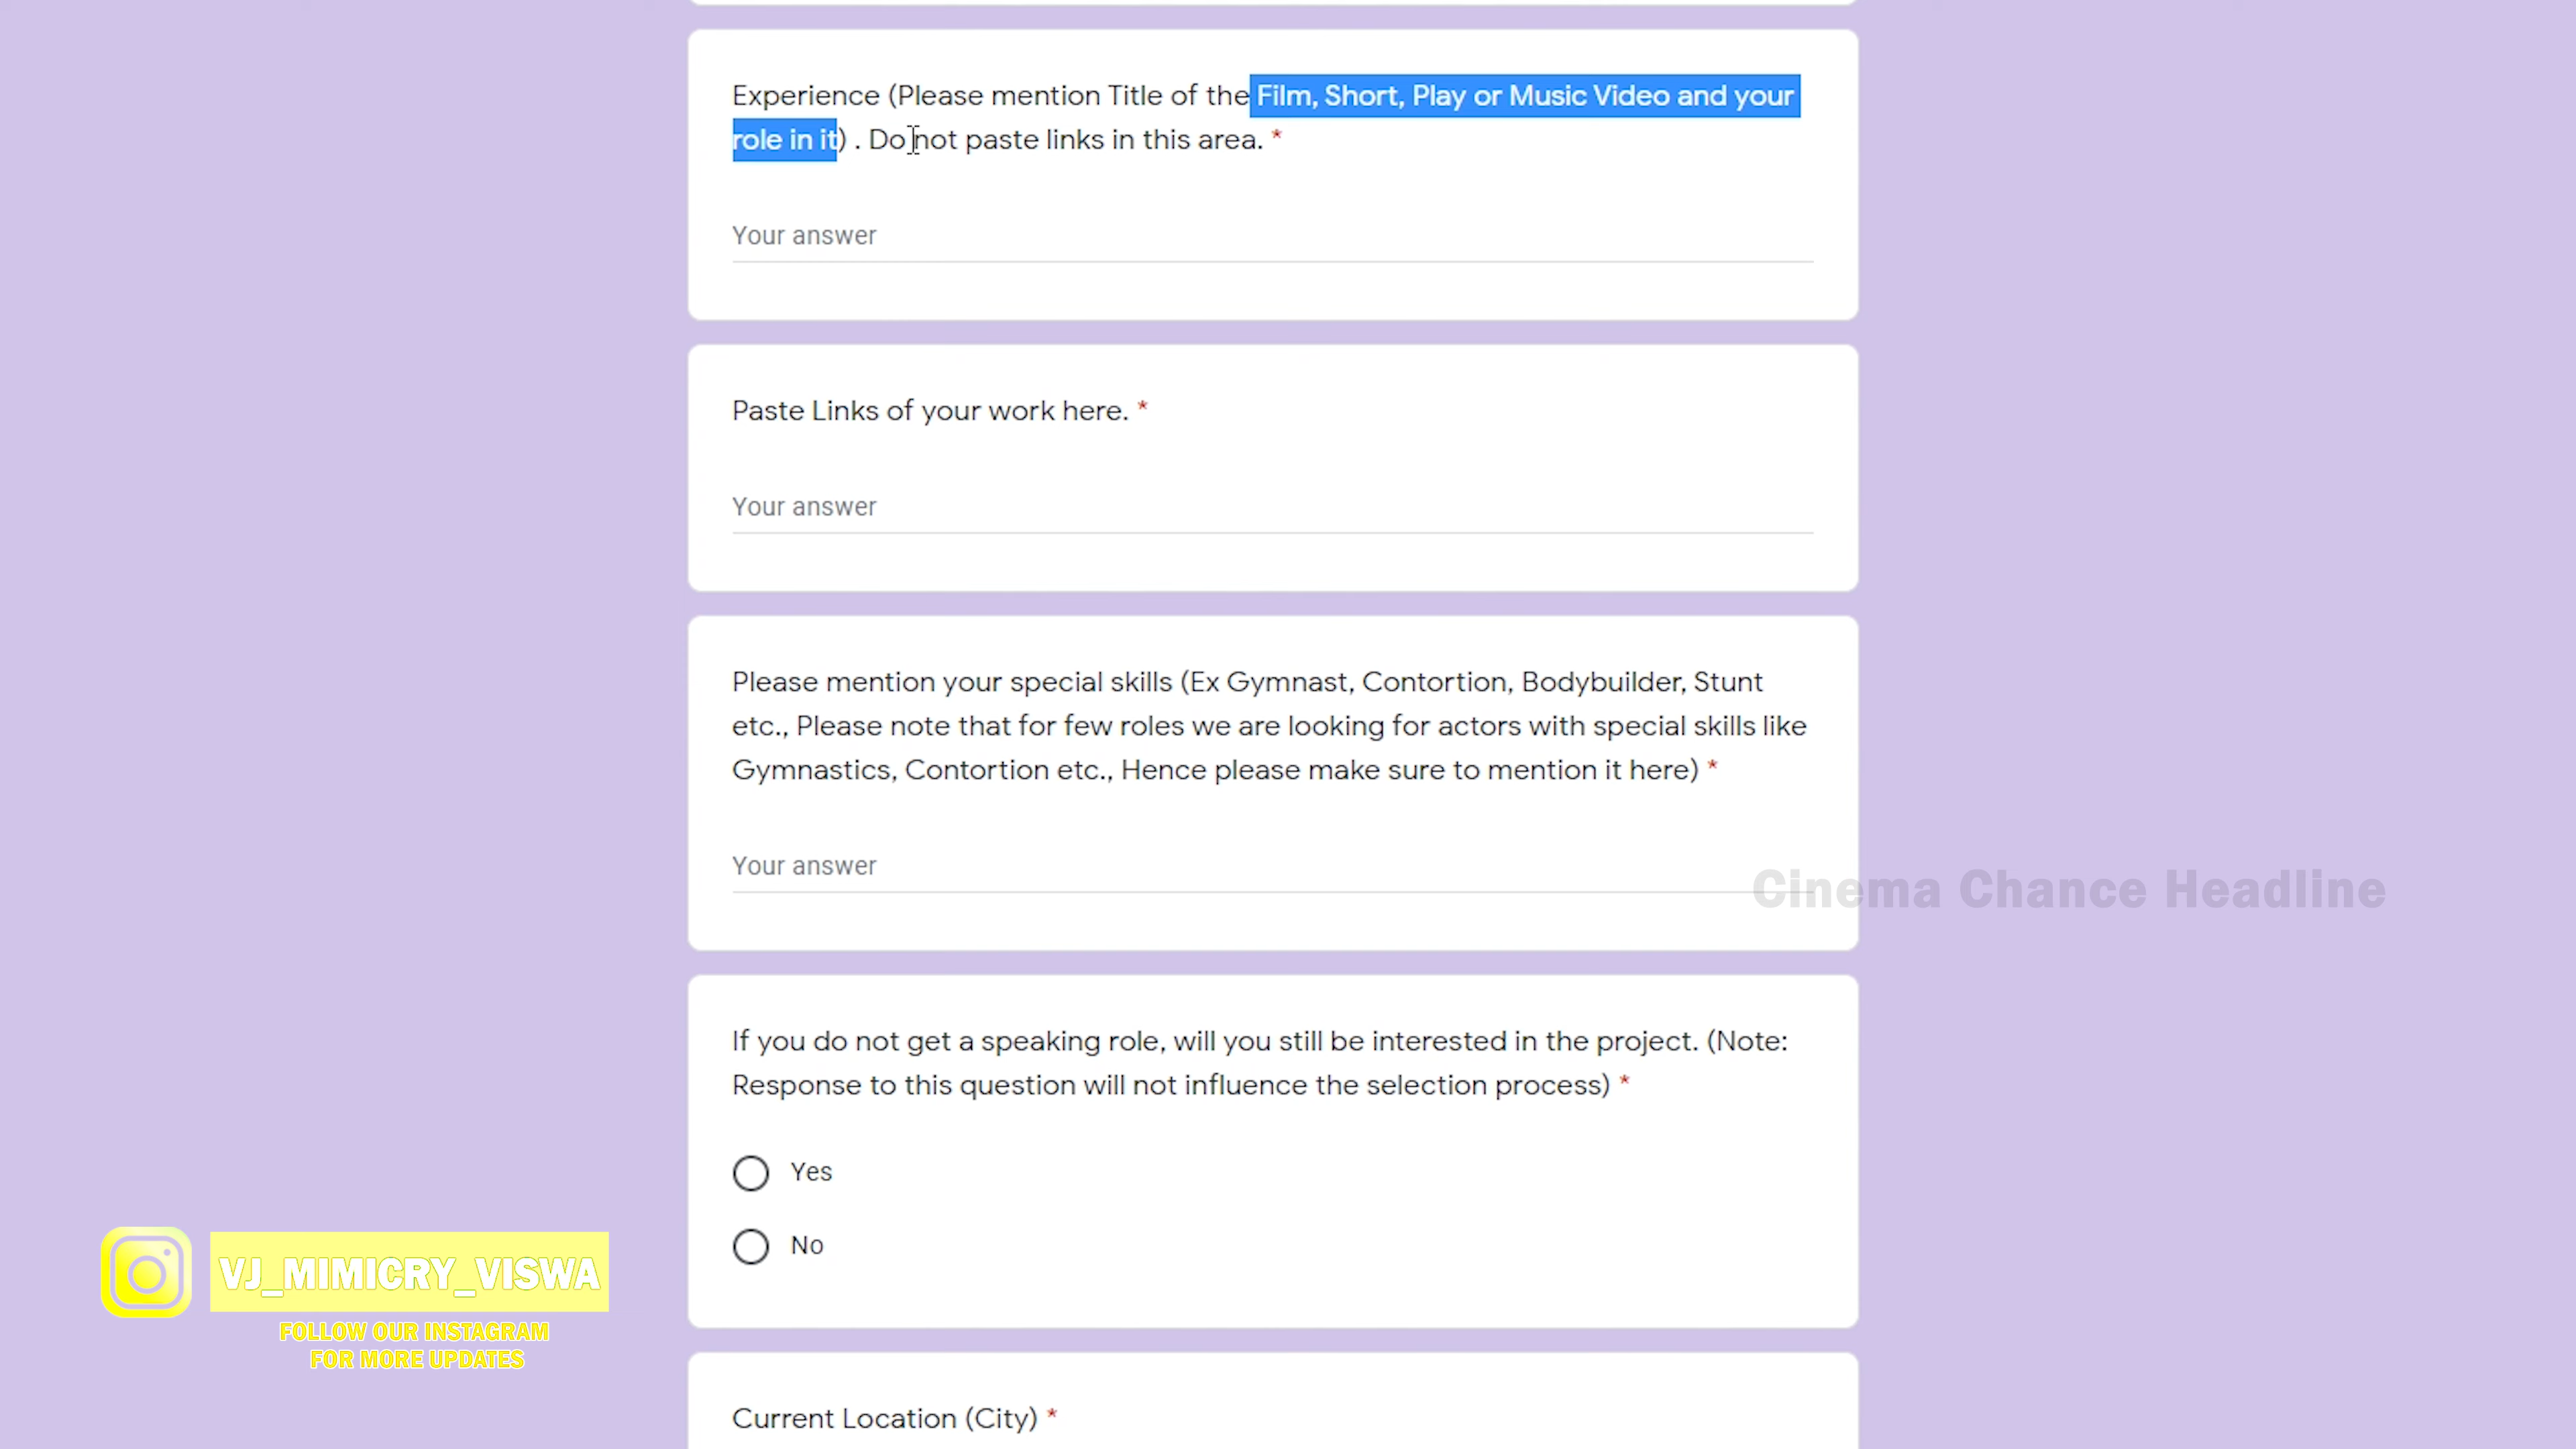 Experience (Please mention Title of the Film, Short, Play or Music Video and your
role in it) . Do not paste links in this area. *
Your answer
Paste Links of your work here. *
Your answer
Please mention your special skills (Ex Gymnast, Contortion, Bodybuilder, Stunt
etc., Please note that for few roles we are looking for actors with special skills like
Gymnastics, Contortion etc., Hence please make sure to mention it here) *
Your answer
Cinema Chance Headline
If you do not get a speaking role, will you still be interested in the project. (Note:
Response to this question will not influence the selection process) *
Yes
No
VJ_MIMICRY_VISWA
FOLLOW OUR INSTAGRAM
FOR MORE UPDATES
Current Location (City) *